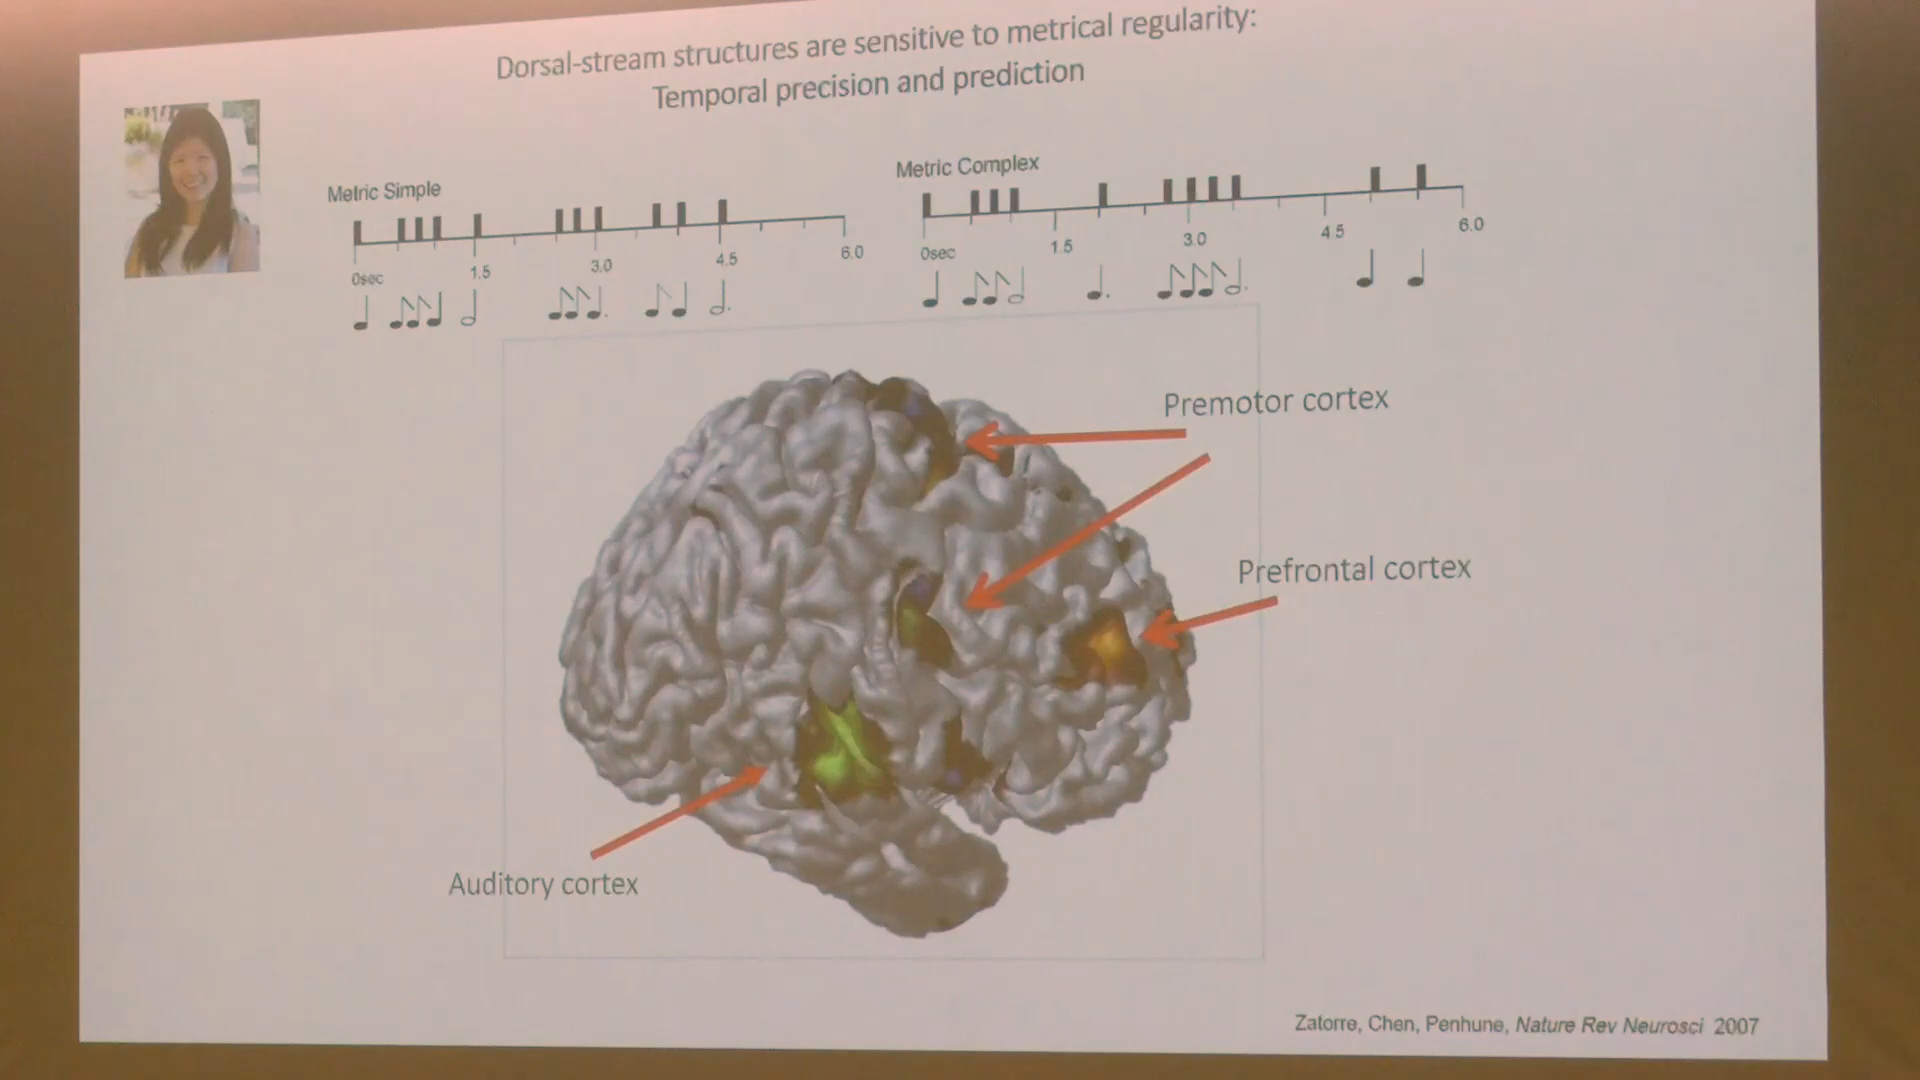 Dorsal-stream structures are sensitive to metrical regularity:
Temporal precision and prediction
Metric Simple
0sec 1.5 3.0 4.5 6.0
Metric Complex
0sec 1.5 3.0 4.5 6.0
Premotor cortex
Prefrontal cortex
Auditory cortex
Zatorre, Chen, Penhune, Nature Rev Neurosci 2007